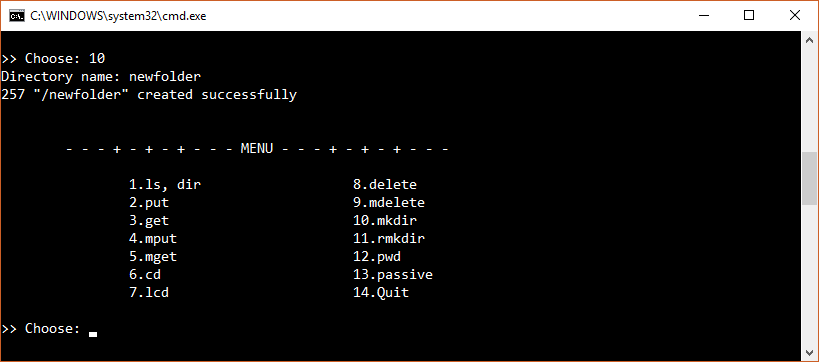 C:\WINDOWS\system32\cmd.exe
>> Choose: 10
Directory name: newfolder
257 "/newfolder" created successfully
- - - + - + - + - - - MENU - - - + - + - + - - -
1.ls, dir 8.delete
2.put 9.mdelete
3.get 10.mkdir
4.mput 11.rmkdir
5.mget 12.pwd
6.cd 13.passive
7.lcd 14.Quit
>> Choose: